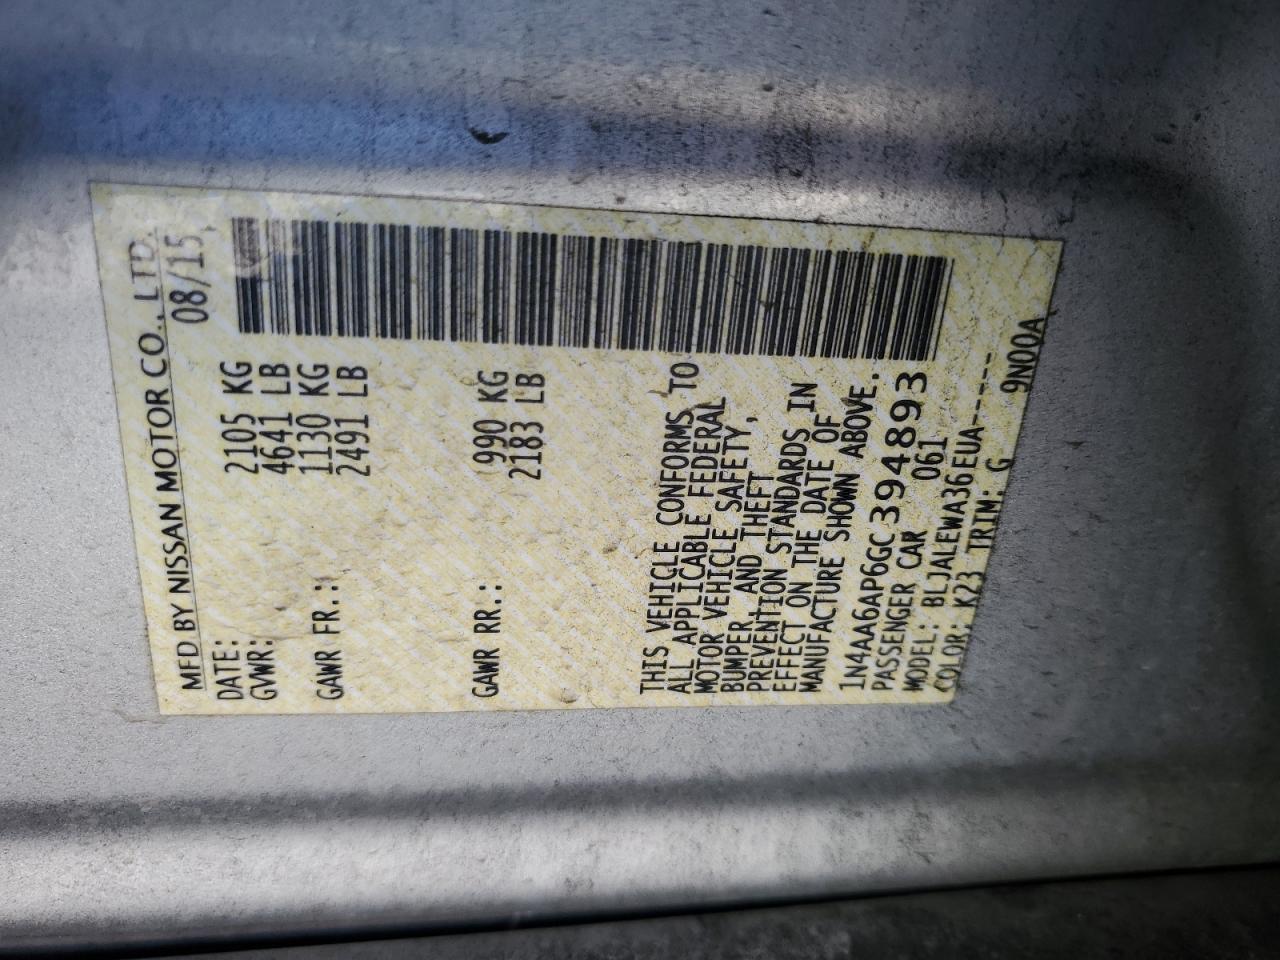 MFD BY NISSAN MOTOR CO., LTD.
DATE: 08/15
GVWR: 2105 KG
4641 LB
GAWR FR.: 1130 KG
2491 LB
GAWR RR.: 990 KG
2183 LB
THIS VEHICLE CONFORMS TO
ALL APPLICABLE FEDERAL
MOTOR VEHICLE SAFETY,
BUMPER, AND THEFT
PREVENTION STANDARDS IN
EFFECT ON THE DATE OF
MANUFACTURE SHOWN ABOVE.
1N4AA6AP6GC394893
PASSENGER CAR 061
MODEL: BLJALEWA36EUA-----
COLOR: K23 TRIM: G 9N00A